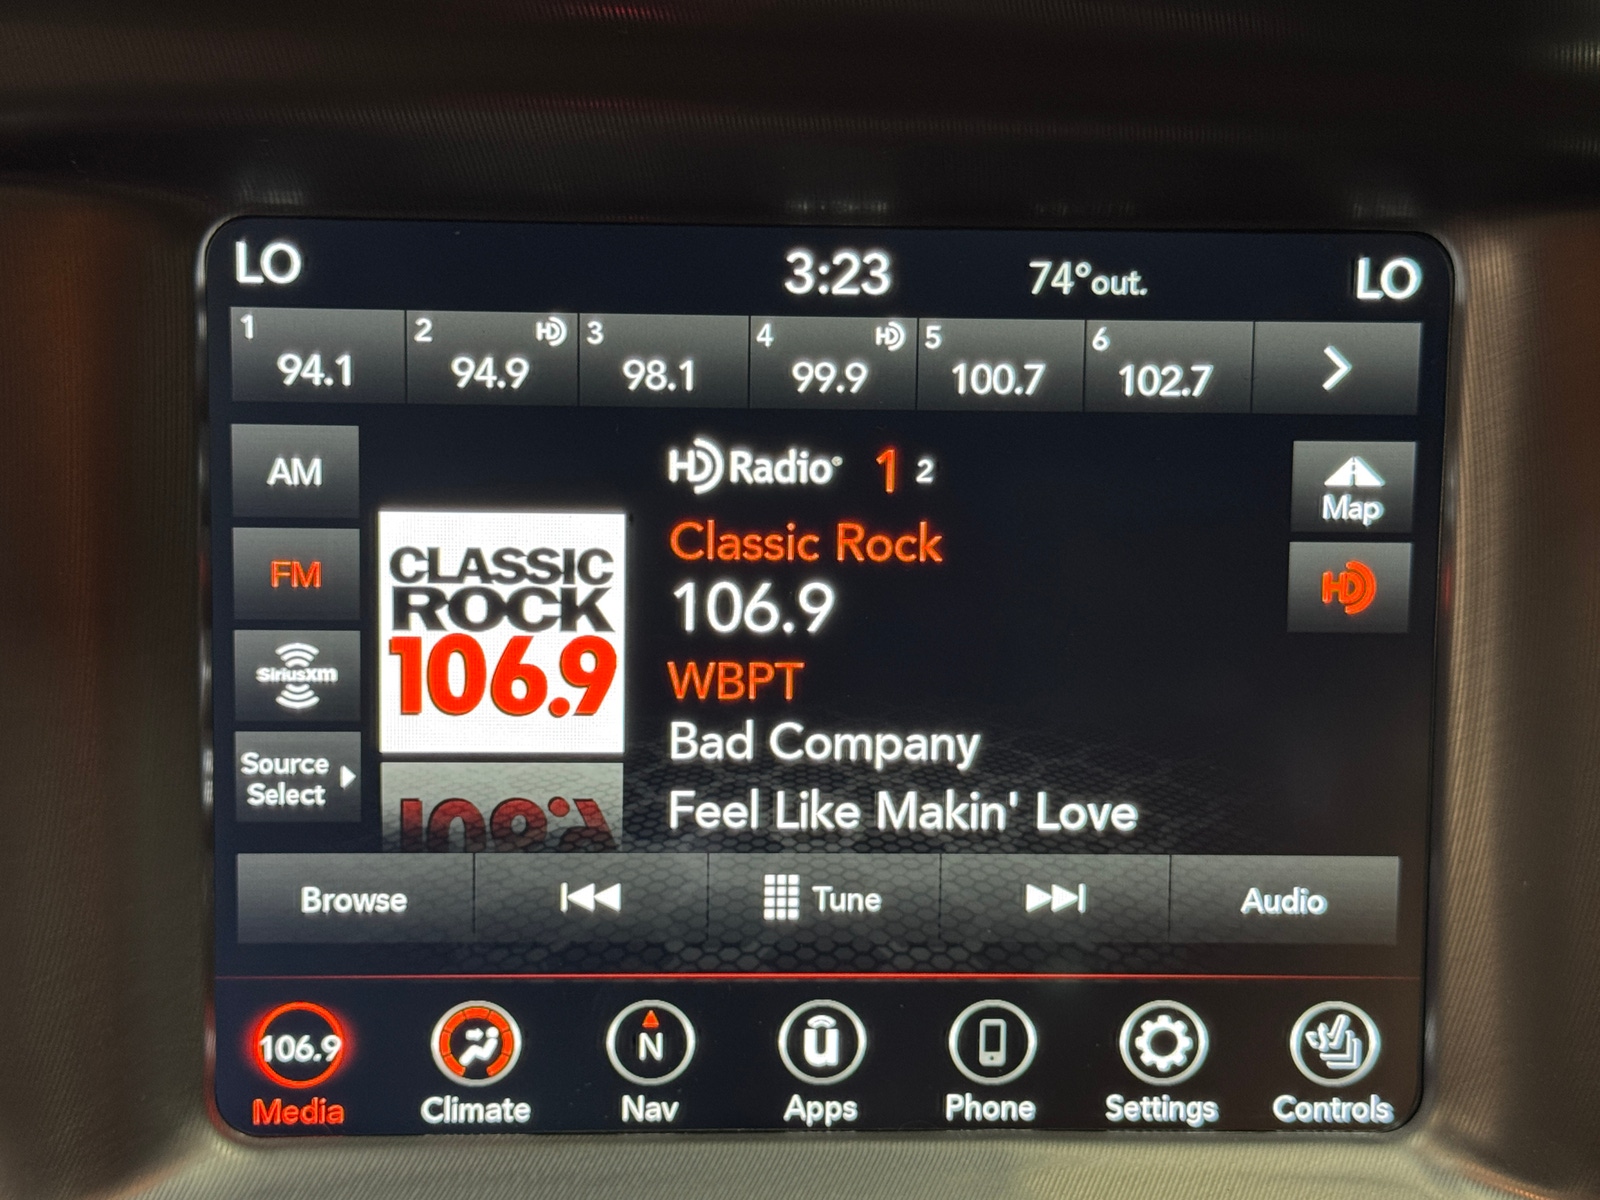 LO 3:23 74°out. LO
1 94.1 2 HD 94.9 3 98.1 4 HD 99.9 5 100.7 6 102.7
AM
FM
SiriusXM
Source
Select
CLASSIC
ROCK
106.9
HD Radio® 1 2
Classic Rock
106.9
WBPT
Bad Company
Feel Like Makin' Love
Map
HD
Browse Tune Audio
106.9 N u
Media Climate Nav Apps Phone Settings Controls